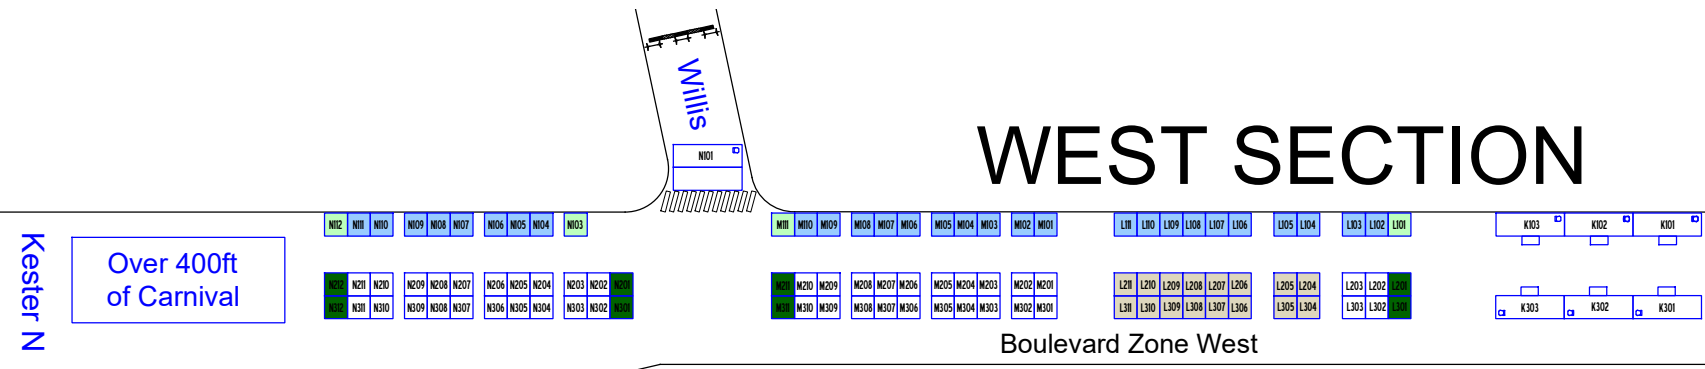 Willis
N101
WEST SECTION
N112 N111 N110 N109 N108 N107 N106 N105 N104 N103 M111 M110 M109 M108 M107 M106 M105 M104 M103 M102 M101 L111 L110 L109 L108 L107 L106 L105 L104 L103 L102 L101 K103 K102 K101
Kester N
Over 400ft
of Carnival
N212 N211 N210 N209 N208 N207 N206 N205 N204 N203 N202 N201 M211 M210 M209 M208 M207 M206 M205 M204 M203 M202 M201 L211 L210 L209 L208 L207 L206 L205 L204 L203 L202 L201
N312 N311 N310 N309 N308 N307 N306 N305 N304 N303 N302 N301 M311 M310 M309 M308 M307 M306 M305 M304 M303 M302 M301 L311 L310 L309 L308 L307 L306 L305 L304 L303 L302 L301 K303 K302 K301
Boulevard Zone West